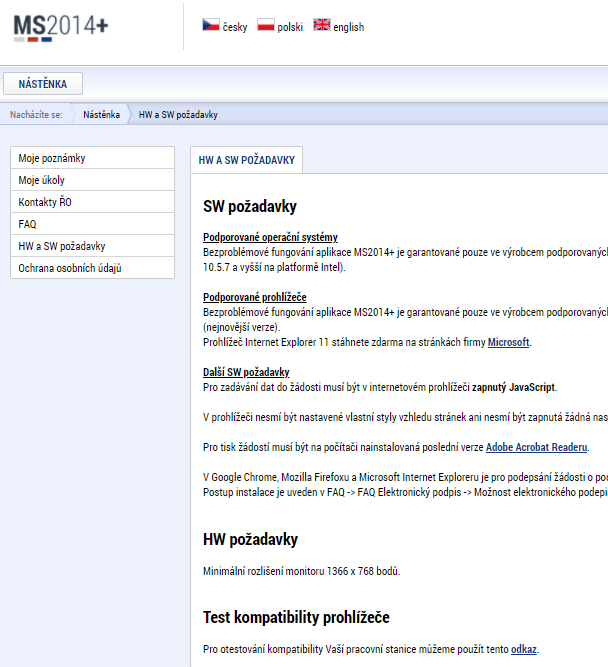 MS2014+
česky polski english
NÁSTĚNKA
Nacházíte se: Nástěnka HW a SW požadavky
Moje poznámky
Moje úkoly
Kontakty ŘO
FAQ
HW a SW požadavky
Ochrana osobních údajů
HW A SW POŽADAVKY
SW požadavky
Podporované operační systémy
Bezproblémové fungování aplikace MS2014+ je garantované pouze ve výrobcem podporovaných
10.5.7 a vyšší na platformě Intel).
Podporované prohlížeče
Bezproblémové fungování aplikace MS2014+ je garantované pouze ve výrobcem podporovaných
(nejnovější verze).
Prohlížeč Internet Explorer 11 stáhnete zdarma na stránkách firmy Microsoft.
Další SW požadavky
Pro zadávání dat do žádosti musí být v internetovém prohlížeči zapnutý JavaScript.
V prohlížeči nesmí být nastavené vlastní styly vzhledu stránek ani nesmí být zapnutá žádná nas
Pro tisk žádostí musí být na počítači nainstalovaná poslední verze Adobe Acrobat Readeru.
V Google Chrome, Mozilla Firefoxu a Microsoft Internet Exploreru je pro podepsání žádosti o po
Postup instalace je uveden v FAQ -> FAQ Elektronický podpis -> Možnost elektronického podepi
HW požadavky
Minimální rozlišení monitoru 1366 x 768 bodů.
Test kompatibility prohlížeče
Pro otestování kompatibility Vaší pracovní stanice můžeme použít tento odkaz.